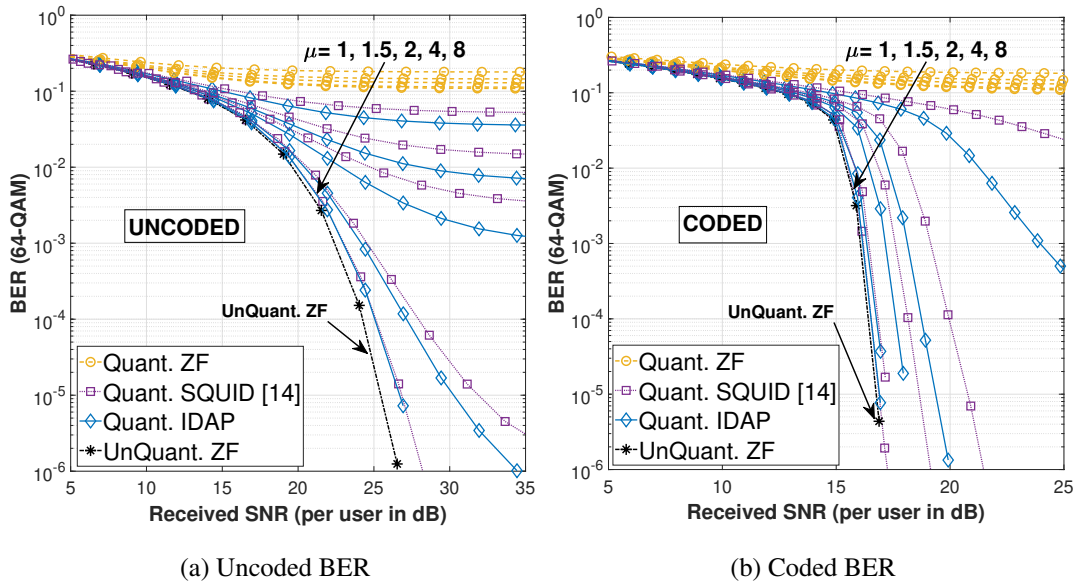 μ= 1, 1.5, 2, 4, 8
UNCODED
UnQuant. ZF
Quant. ZF
Quant. SQUID [14]
Quant. IDAP
UnQuant. ZF
10^0
10^-1
10^-2
10^-3
10^-4
10^-5
10^-6
BER (64-QAM)
5 10 15 20 25 30 35
Received SNR (per user in dB)
(a) Uncoded BER
μ= 1, 1.5, 2, 4, 8
CODED
UnQuant. ZF
Quant. ZF
Quant. SQUID [14]
Quant. IDAP
UnQuant. ZF
10^0
10^-1
10^-2
10^-3
10^-4
10^-5
10^-6
BER (64-QAM)
5 10 15 20 25
Received SNR (per user in dB)
(b) Coded BER